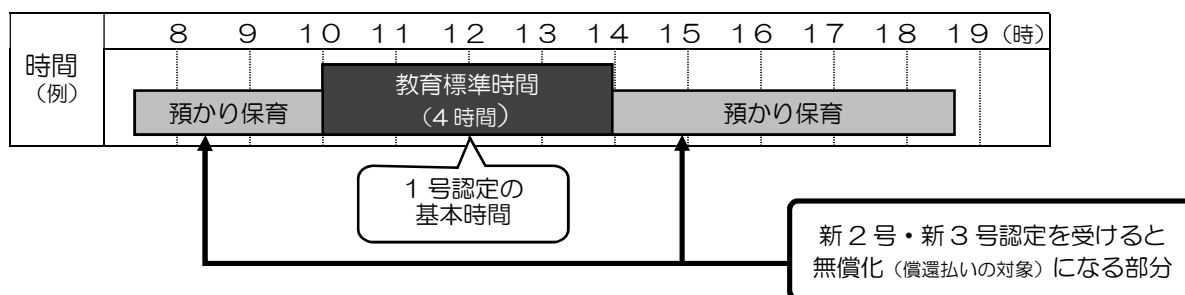 8 9 10 11 12 13 14 15 16 17 18 19（時）
時間
（例）
教育標準時間
（4時間）
預かり保育
預かり保育
1号認定の
基本時間
新2号・新3号認定を受けると
無償化（償還払いの対象）になる部分